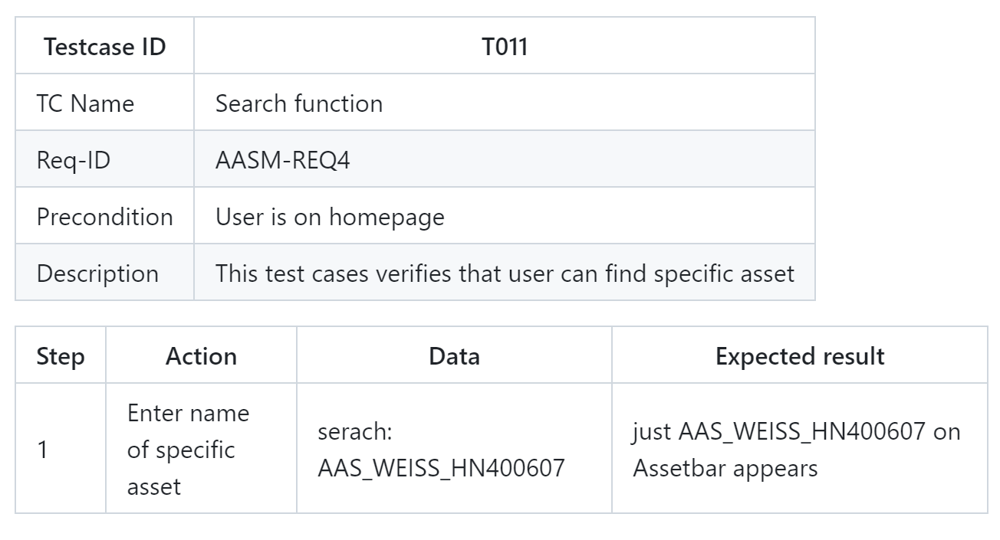 Testcase ID T011
TC Name Search function
Req-ID AASM-REQ4
Precondition User is on homepage
Description This test cases verifies that user can find specific asset
Step Action Data Expected result
1
Enter name
of specific
asset
serach:
AAS_WEISS_HN400607
just AAS_WEISS_HN400607 on
Assetbar appears